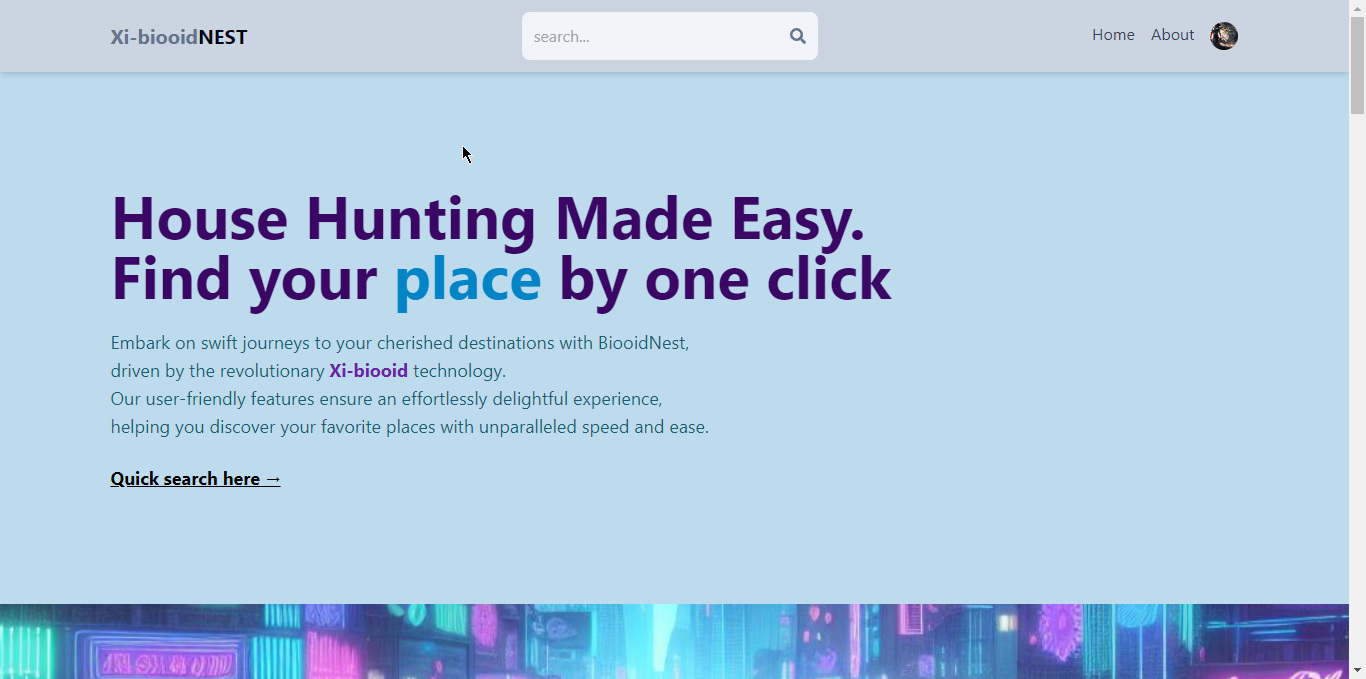 Xi-biooidNEST
search...
Home
About
House Hunting Made Easy.
Find your place by one click
Embark on swift journeys to your cherished destinations with BiooidNest,
driven by the revolutionary Xi-biooid technology.
Our user-friendly features ensure an effortlessly delightful experience,
helping you discover your favorite places with unparalleled speed and ease.
Quick search here →